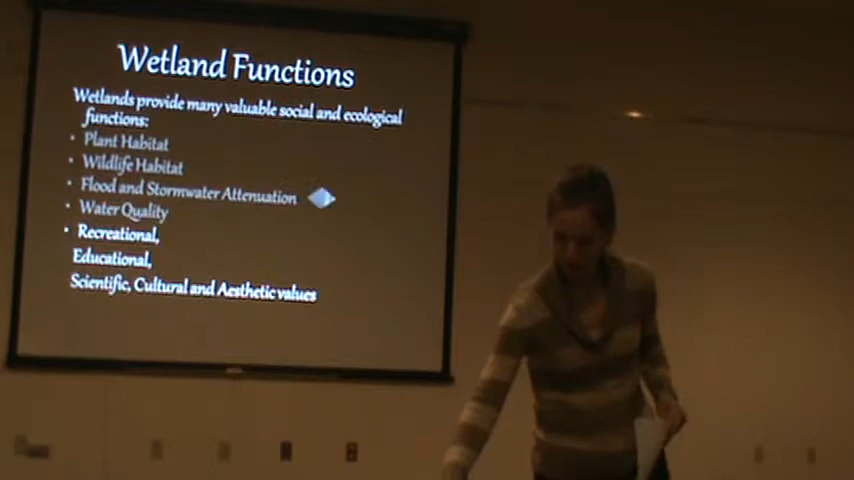 Wetland Functions
Wetlands provide many valuable social and ecological
functions:
• Plant Habitat
• Wildlife Habitat
• Flood and Stormwater Attenuation
• Water Quality
• Recreational,
Educational,
Scientific, Cultural and Aesthetic values